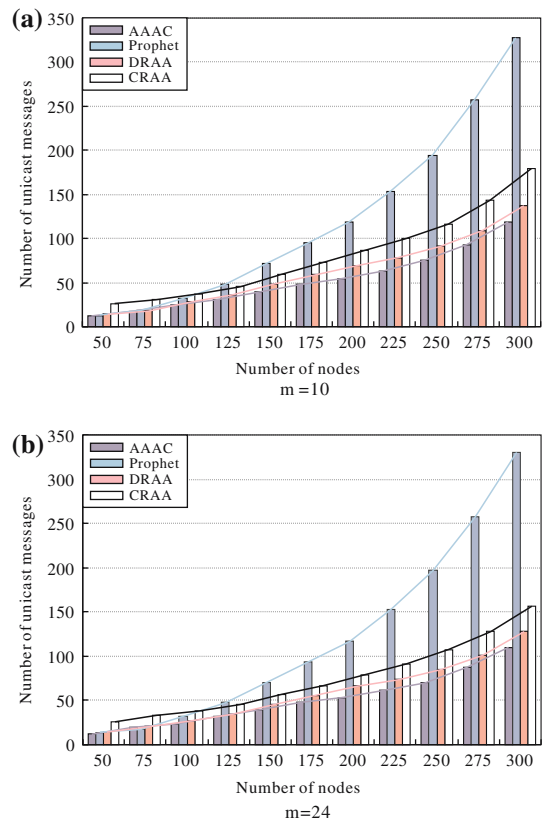 (a)
350
300
250
200
150
100
50
0
Number of unicast messages
AAAC
Prophet
DRAA
CRAA
50 75 100 125 150 175 200 225 250 275 300
Number of nodes
m =10
(b)
350
300
250
200
150
100
50
0
Number of unicast messages
AAAC
Prophet
DRAA
CRAA
50 75 100 125 150 175 200 225 250 275 300
Number of nodes
m=24